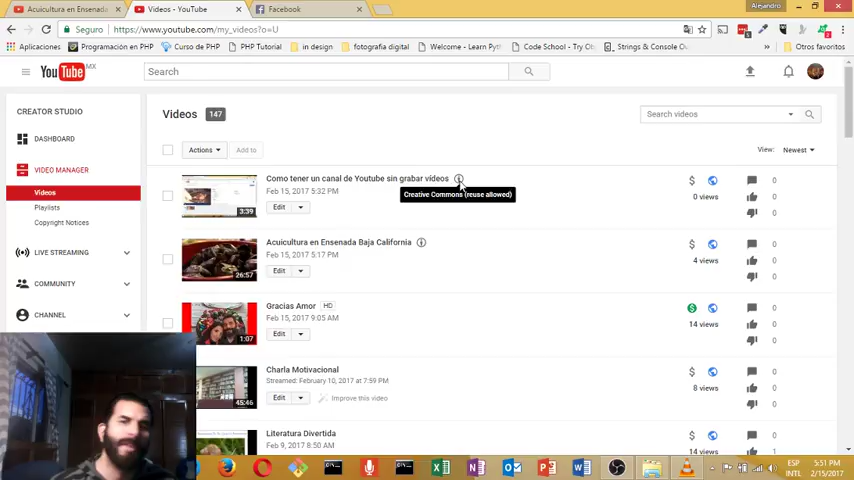 Acuicultura en Ensenada
Videos - YouTube
Facebook
Alejandro
Seguro
https://www.youtube.com/my_videos?o=U
Aplicaciones
Programación en PHP
Curso de PHP
PHP Tutorial
in design
fotografia digital
Welcome - Learn Pyt
Code School - Try
Strings & Console Ou
Otros favoritos
YouTube MX
Search
CREATOR STUDIO
DASHBOARD
VIDEO MANAGER
Videos
Playlists
Copyright Notices
LIVE STREAMING
COMMUNITY
CHANNEL
Videos 147
Search videos
Actions
Add to
View: Newest
Como tener un canal de Youtube sin grabar vídeos
Feb 15, 2017 5:32 PM
Creative Commons (reuse allowed)
3:39
Edit
$
0 views
0
0
0
Acuicultura en Ensenada Baja California
Feb 15, 2017 5:17 PM
26:57
Edit
$
4 views
0
0
0
Gracias Amor HD
Feb 15, 2017 9:05 AM
1:07
Edit
$
14 views
0
0
0
Charla Motivacional
Streamed: February 10, 2017 at 7:59 PM
45:46
Edit
Improve this video
$
8 views
0
0
0
Literatura Divertida
Feb 9, 2017 8:50 AM
$
14 views
0
1
ESP
INTL
5:51 PM
2/15/2017